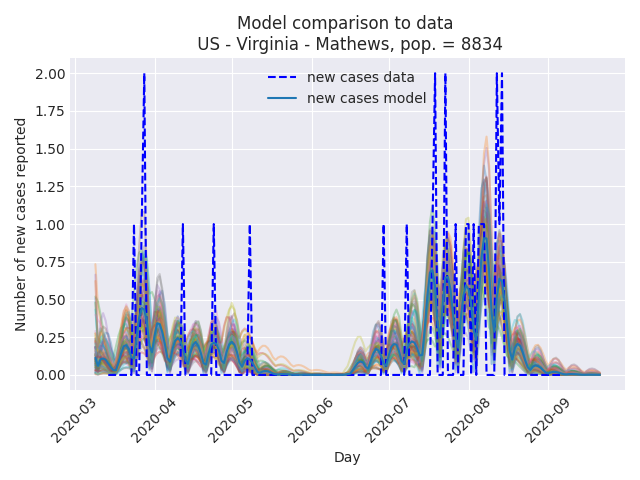 Model comparison to data
US - Virginia - Mathews, pop. = 8834
new cases data
new cases model
Number of new cases reported
2.00
1.75
1.50
1.25
1.00
0.75
0.50
0.25
0.00
2020-03
2020-04
2020-05
2020-06
2020-07
2020-08
2020-09
Day